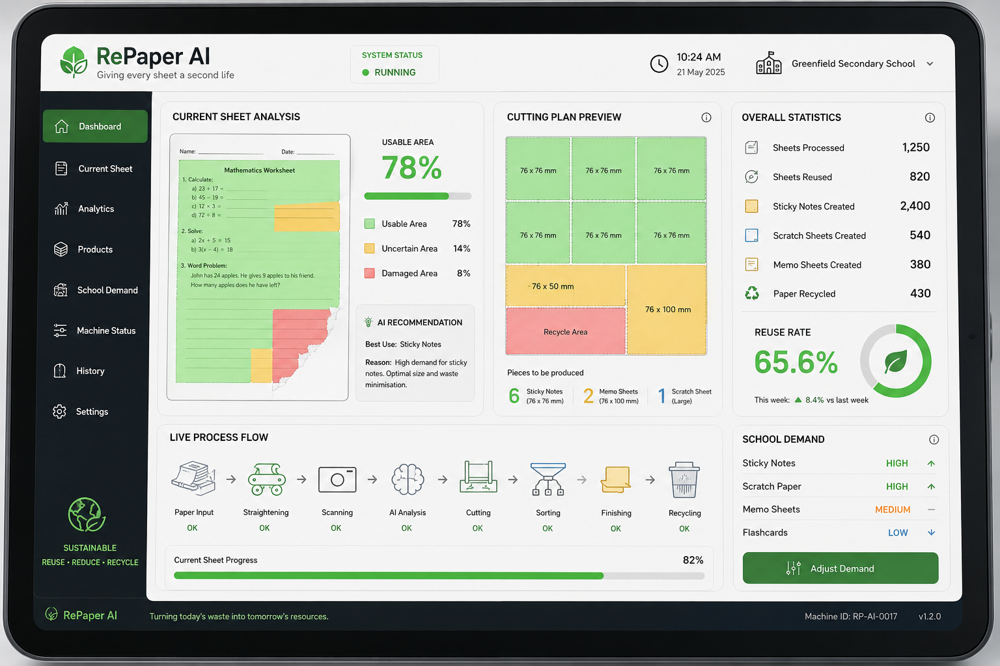 RePaper AI
Giving every sheet a second life
SYSTEM STATUS
RUNNING
10:24 AM
21 May 2025
Greenfield Secondary School
Dashboard
Current Sheet
Analytics
Products
School Demand
Machine Status
History
Settings
SUSTAINABLE
REUSE • REDUCE • RECYCLE
CURRENT SHEET ANALYSIS
Name:
Date:
Mathematics Worksheet
1. Calculate:
a) 23 ÷ 17 =
b) 45 − 19 =
c) 12 × 3 =
d) 72 ÷ 8 =
2. Solve:
a) 2x + 5 = 15
b) 3(x − 4) = 18
3. Word Problem:
John has 24 apples. He gives 9 apples to his friend.
How many apples does he have left?
USABLE AREA
78%
Usable Area 78%
Uncertain Area 14%
Damaged Area 8%
AI RECOMMENDATION
Best Use: Sticky Notes
Reason: High demand for sticky
notes. Optimal size and waste
minimisation.
CUTTING PLAN PREVIEW
76 x 76 mm 76 x 76 mm 76 x 76 mm
76 x 76 mm 76 x 76 mm 76 x 76 mm
76 x 50 mm
76 x 100 mm
Recycle Area
Pieces to be produced
6 Sticky Notes
(76 x 76 mm)
2 Memo Sheets
(76 x 100 mm)
1 Scratch Sheet
(Large)
OVERALL STATISTICS
Sheets Processed 1,250
Sheets Reused 820
Sticky Notes Created 2,400
Scratch Sheets Created 540
Memo Sheets Created 380
Paper Recycled 430
REUSE RATE
65.6%
This week: ▲ 8.4% vs last week
LIVE PROCESS FLOW
Paper Input Straightening Scanning AI Analysis Cutting Sorting Finishing Recycling
OK OK OK OK OK OK OK OK
Current Sheet Progress 82%
SCHOOL DEMAND
Sticky Notes HIGH ↑
Scratch Paper HIGH ↑
Memo Sheets MEDIUM —
Flashcards LOW ↓
Adjust Demand
RePaper AI
Turning today's waste into tomorrow's resources.
Machine ID: RP-AI-0017
v1.2.0